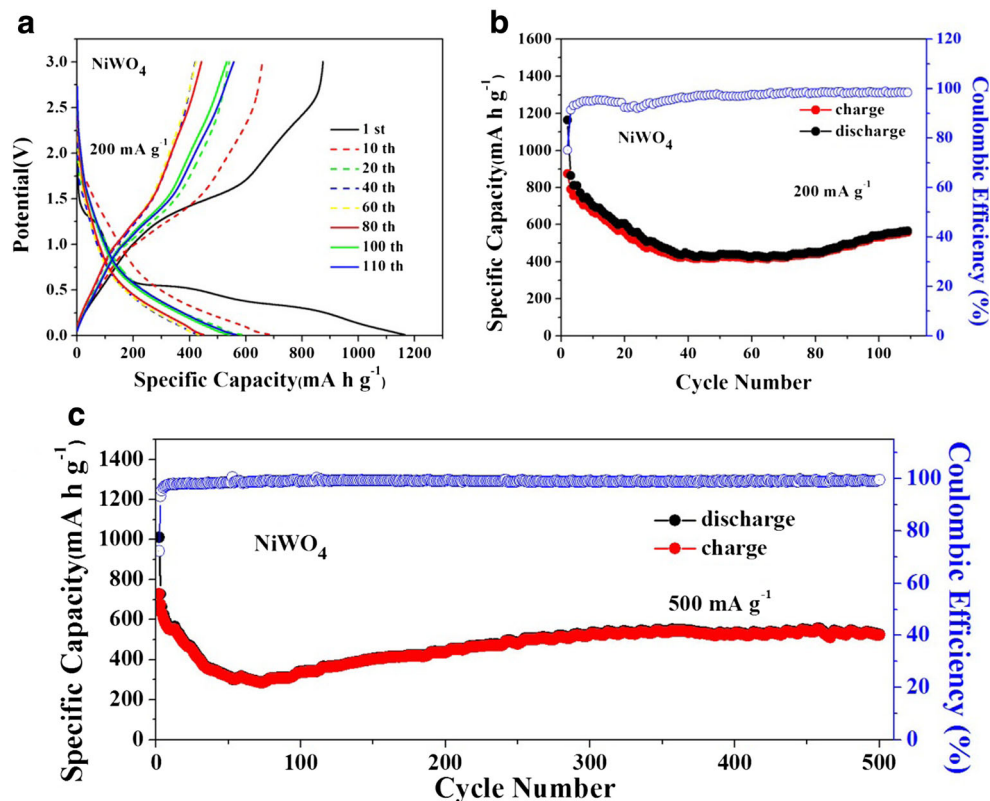 a
NiWO4
200 mA g-1
1 st
10 th
20 th
40 th
60 th
80 th
100 th
110 th
3.0
2.5
2.0
1.5
1.0
0.5
0.0
Potential(V)
0 200 400 600 800 1000 1200
Specific Capacity(mA h g-1)
b
1600
1400
1200
1000
800
600
400
200
0
Specific Capacity(mA h g-1)
NiWO4
charge
discharge
200 mA g-1
120
100
80
60
40
20
0
Coulombic Efficiency (%)
0 20 40 60 80 100
Cycle Number
c
1400
1200
1000
800
600
400
200
0
Specific Capacity(mA h g-1)
NiWO4
discharge
charge
500 mA g-1
100
80
60
40
20
0
Coulombic Efficiency (%)
0 100 200 300 400 500
Cycle Number